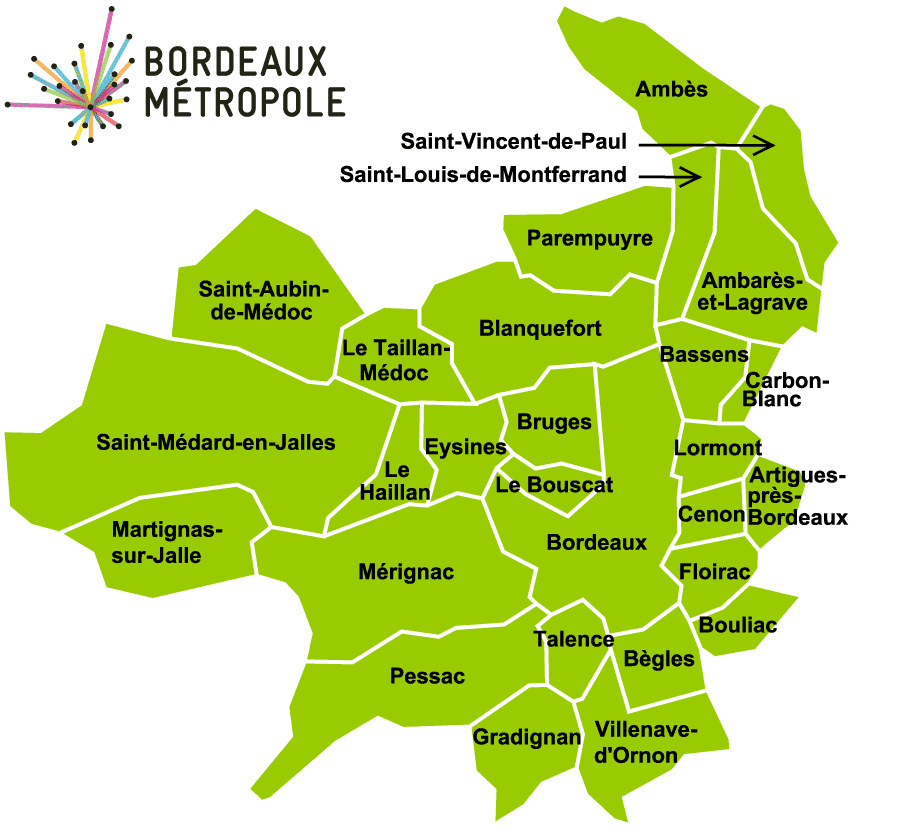 BORDEAUX
MÉTROPOLE
Ambès
Saint-Vincent-de-Paul
Saint-Louis-de-Montferrand
Parempuyre
Saint-Aubin-
de-Médoc
Ambarès-
et-Lagrave
Blanquefort
Le Taillan-
Médoc
Bassens
Carbon-
Blanc
Bruges
Saint-Médard-en-Jalles
Eysines
Lormont
Le
Haillan
Le Bouscat
Artigues-
près-
Bordeaux
Cenon
Martignas-
sur-Jalle
Bordeaux
Mérignac
Floirac
Bouliac
Talence
Bègles
Pessac
Gradignan
Villenave-
d'Ornon